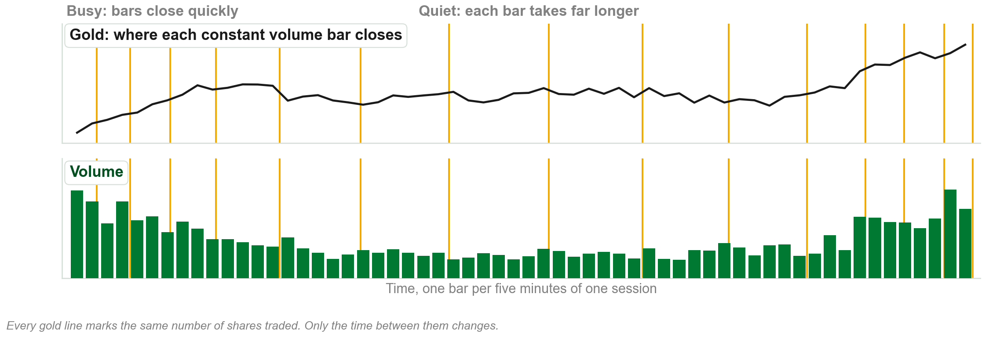 Busy: bars close quickly
Quiet: each bar takes far longer
Gold: where each constant volume bar closes
Volume
Time, one bar per five minutes of one session
Every gold line marks the same number of shares traded. Only the time between them changes.